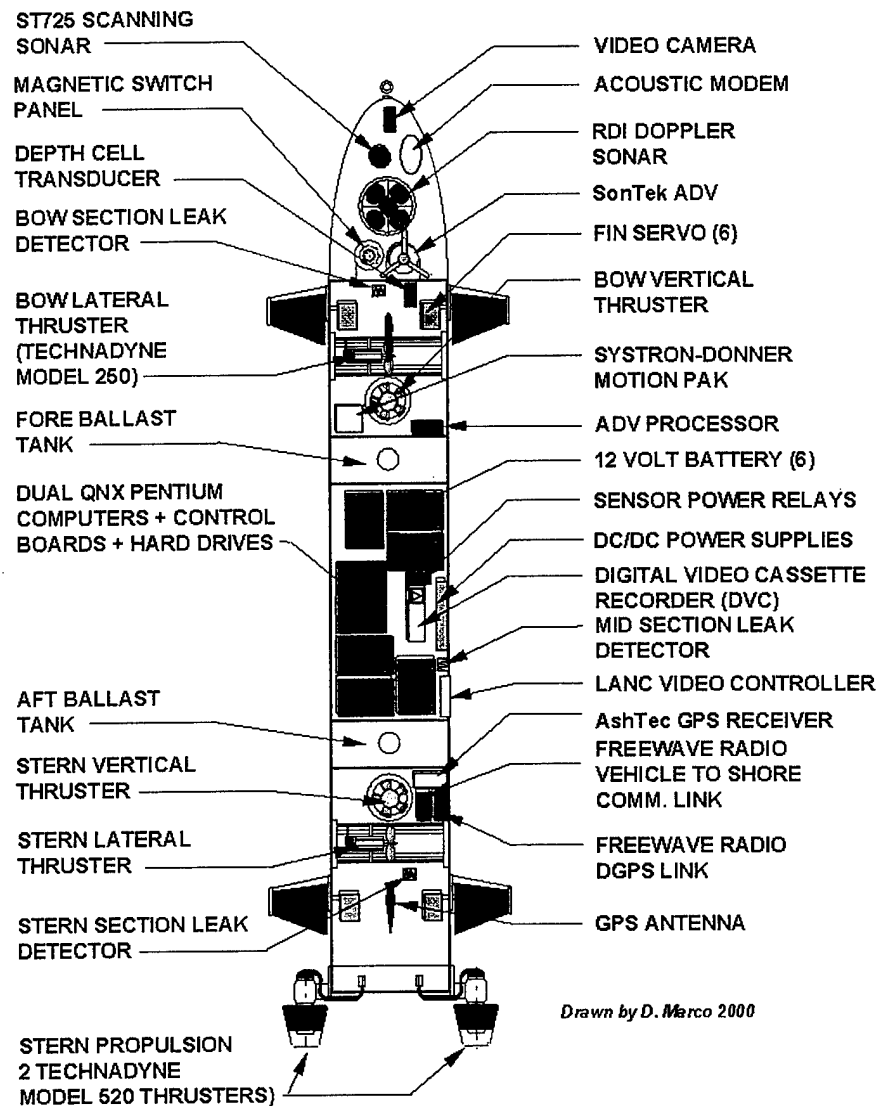 ST725 SCANNING
SONAR
MAGNETIC SWITCH
PANEL
DEPTH CELL
TRANSDUCER
BOW SECTION LEAK
DETECTOR
BOW LATERAL
THRUSTER
(TECHNADYNE
MODEL 250)
FORE BALLAST
TANK
DUAL QNX PENTIUM
COMPUTERS + CONTROL
BOARDS + HARD DRIVES
AFT BALLAST
TANK
STERN VERTICAL
THRUSTER
STERN LATERAL
THRUSTER
STERN SECTION LEAK
DETECTOR
STERN PROPULSION
2 TECHNADYNE
MODEL 520 THRUSTERS)
VIDEO CAMERA
ACOUSTIC MODEM
RDI DOPPLER
SONAR
SonTek ADV
FIN SERVO (6)
BOW VERTICAL
THRUSTER
SYSTRON-DONNER
MOTION PAK
ADV PROCESSOR
12 VOLT BATTERY (6)
SENSOR POWER RELAYS
DC/DC POWER SUPPLIES
DIGITAL VIDEO CASSETTE
RECORDER (DVC)
MID SECTION LEAK
DETECTOR
LANC VIDEO CONTROLLER
AshTec GPS RECEIVER
FREEWAVE RADIO
VEHICLE TO SHORE
COMM. LINK
FREEWAVE RADIO
DGPS LINK
GPS ANTENNA
Drawn by D. Marco 2000